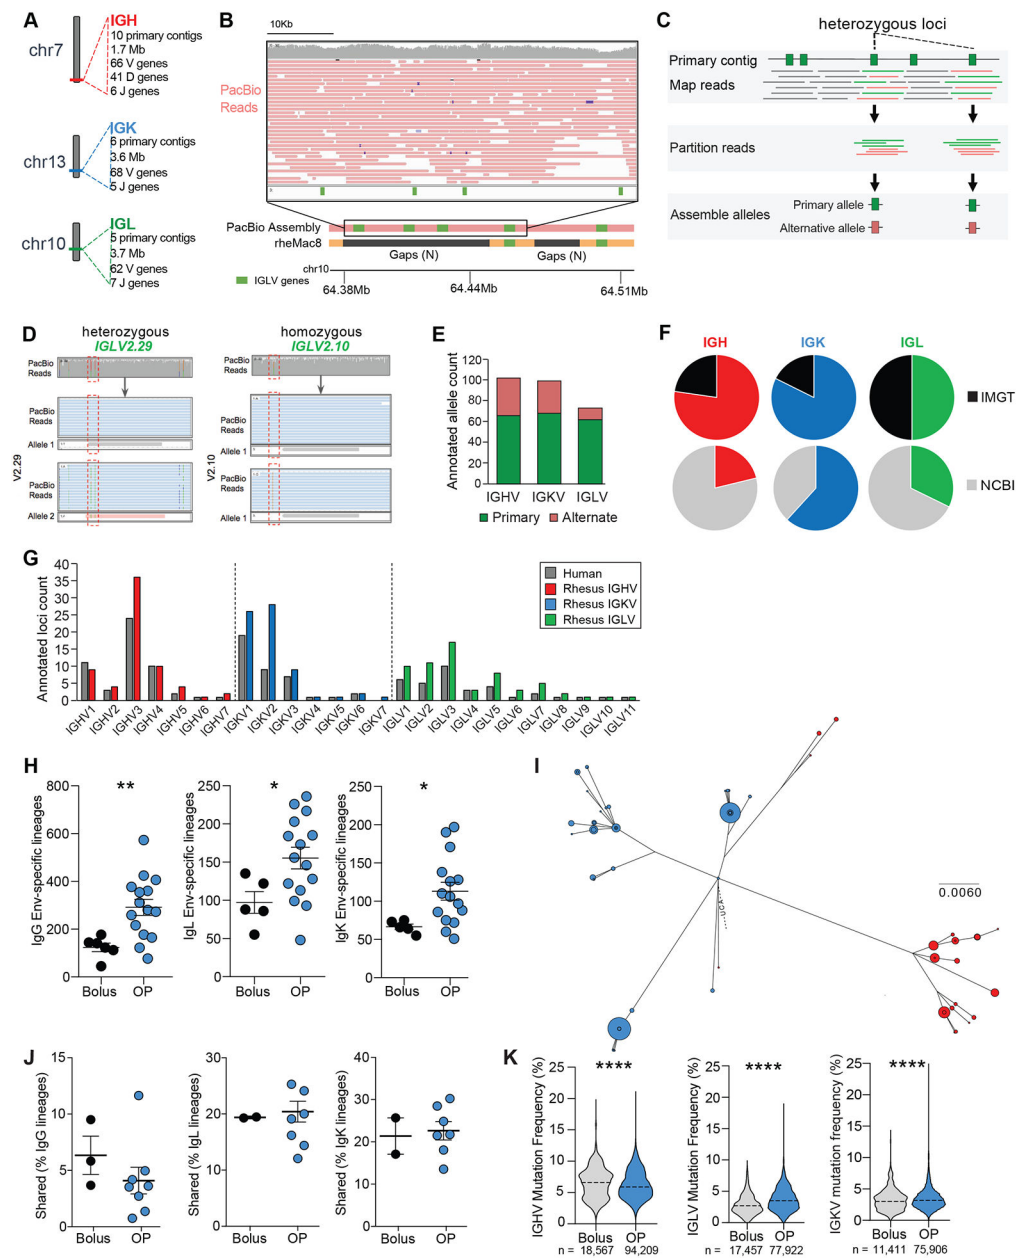 A
chr7
IGH
10 primary contigs
1.7 Mb
66 V genes
41 D genes
6 J genes
chr13
IGK
6 primary contigs
3.6 Mb
68 V genes
5 J genes
chr10
IGL
5 primary contigs
3.7 Mb
62 V genes
7 J genes
B
10Kb
PacBio
Reads
PacBio Assembly
rheMac8
Gaps (N)
Gaps (N)
chr10
IGLV genes
64.38Mb
64.44Mb
64.51Mb
C
heterozygous loci
Primary contig
Map reads
Partition reads
Assemble alleles
Primary allele
Alternative allele
D
heterozygous
IGLV2.29
PacBio
Reads
PacBio
Reads
Allele 1
V2.29
PacBio
Reads
Allele 2
homozygous
IGLV2.10
PacBio
Reads
PacBio
Reads
Allele 1
V2.10
PacBio
Reads
Allele 1
E
Annotated allele count
120
100
80
60
40
20
0
IGHV
IGKV
IGLV
Primary
Alternate
F
IGH
IGK
IGL
IMGT
NCBI
G
Annotated loci count
40
35
30
25
20
15
10
5
0
Human
Rhesus IGHV
Rhesus IGKV
Rhesus IGLV
IGHV1
IGHV2
IGHV3
IGHV4
IGHV5
IGHV6
IGHV7
IGKV1
IGKV2
IGKV3
IGKV4
IGKV5
IGKV6
IGKV7
IGLV1
IGLV2
IGLV3
IGLV4
IGLV5
IGLV6
IGLV7
IGLV8
IGLV9
IGLV10
IGLV11
H
IgG Env-specific lineages
800
600
400
200
0
**
Bolus
OP
IgL Env-specific lineages
250
200
150
100
50
0
*
Bolus
OP
IgK Env-specific lineages
250
200
150
100
50
0
*
Bolus
OP
I
UCA
0.0060
J
Shared (% IgG lineages)
15
10
5
0
Bolus
OP
Shared (% IgL lineages)
30
20
10
0
Bolus
OP
Shared (% IgK lineages)
40
30
20
10
0
Bolus
OP
K
IGHV Mutation Frequency (%)
25
20
15
10
5
0
****
Bolus
OP
n = 18,567
94,209
IGLV Mutation Frequency (%)
25
20
15
10
5
0
****
Bolus
OP
n = 17,457
77,922
IGKV mutation frequency (%)
25
20
15
10
5
0
****
Bolus
OP
n = 11,411
75,906